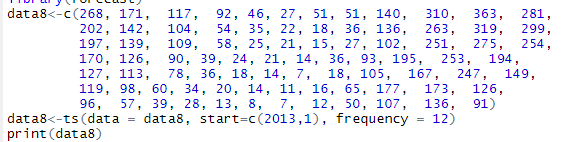 library(forecast)
data8<-c(268, 171, 117, 92, 46, 27, 51, 51, 140, 310, 363, 281,
202, 142, 104, 54, 35, 22, 18, 36, 136, 263, 319, 299,
197, 139, 109, 58, 25, 21, 15, 27, 102, 251, 275, 254,
170, 126, 90, 39, 24, 21, 14, 36, 93, 195, 253, 194,
127, 113, 78, 36, 18, 14, 7, 18, 105, 167, 247, 149,
119, 98, 60, 34, 20, 14, 11, 16, 65, 177, 173, 126,
96, 57, 39, 28, 13, 8, 7, 12, 50, 107, 136, 91)
data8<-ts(data = data8, start=c(2013,1), frequency = 12)
print(data8)